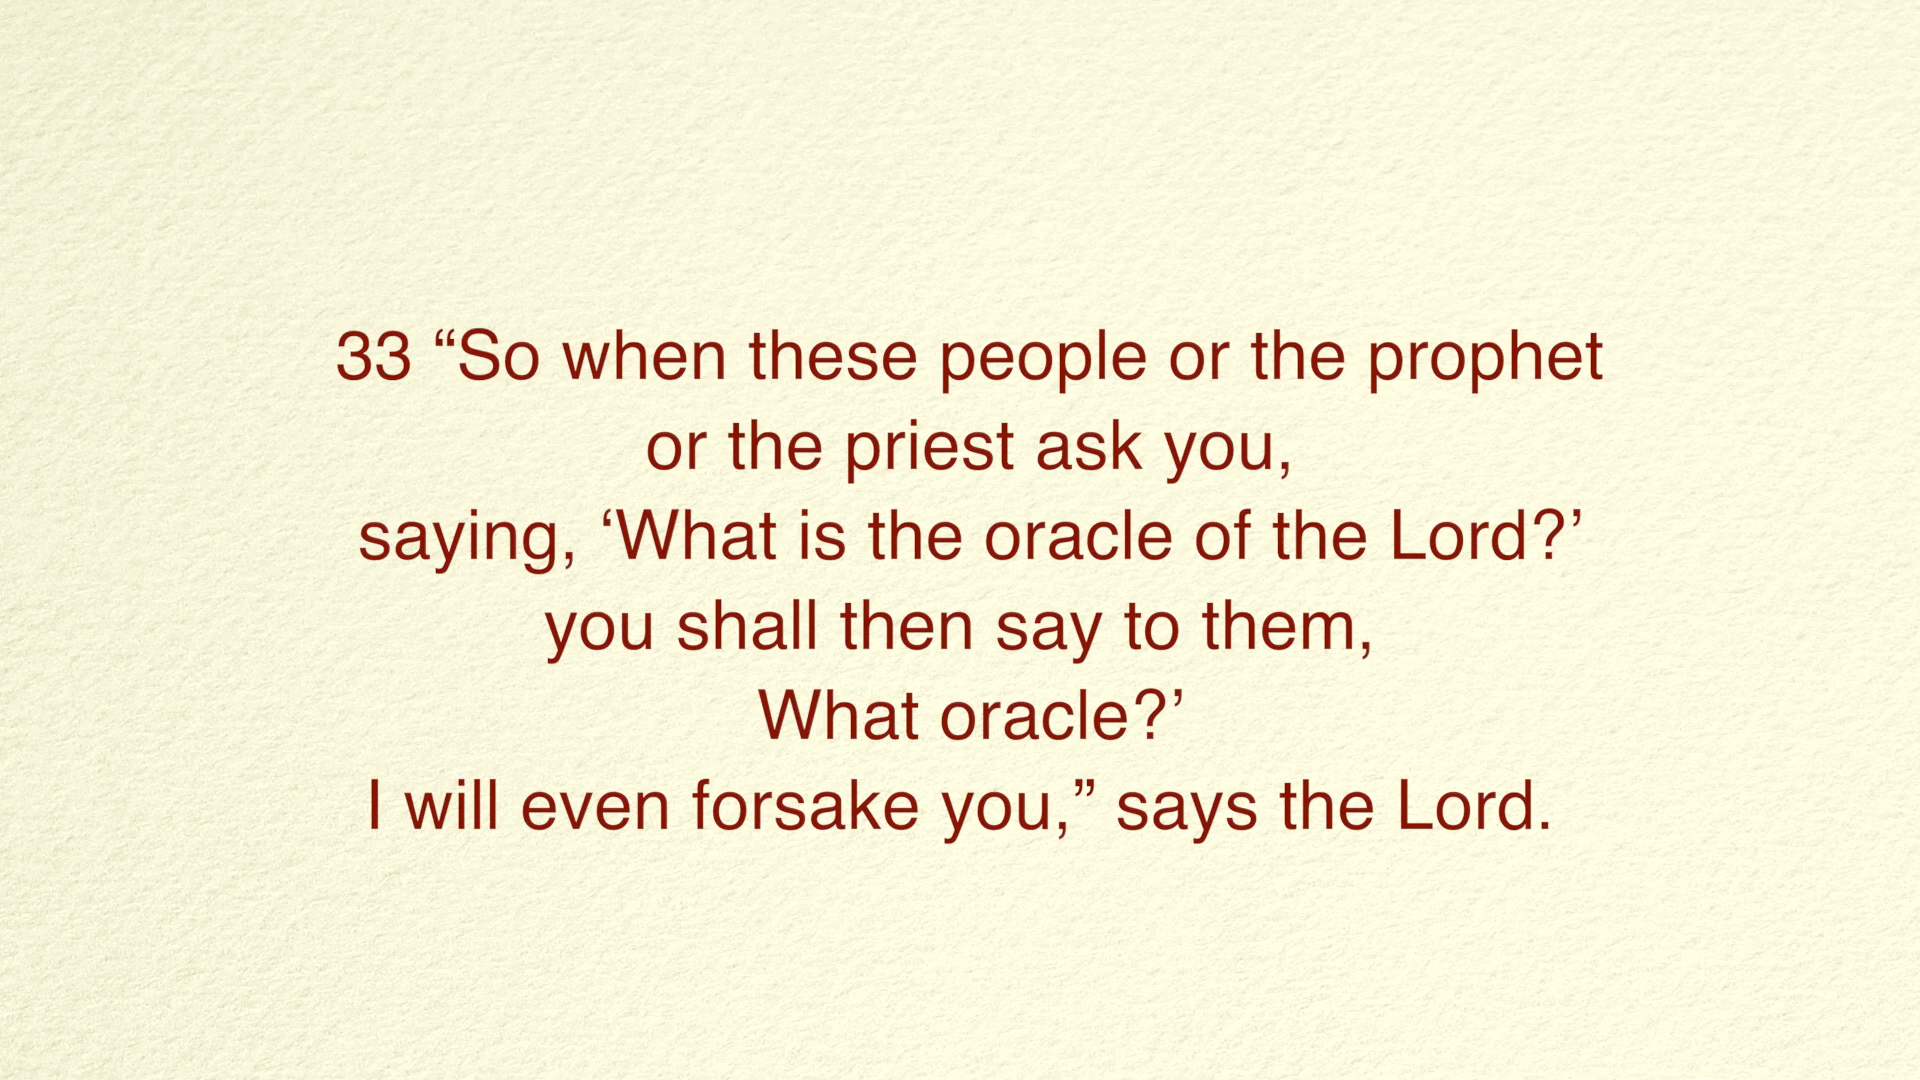 33 “So when these people or the prophet
or the priest ask you,
saying, ‘What is the oracle of the Lord?’
you shall then say to them,
What oracle?’
I will even forsake you,” says the Lord.